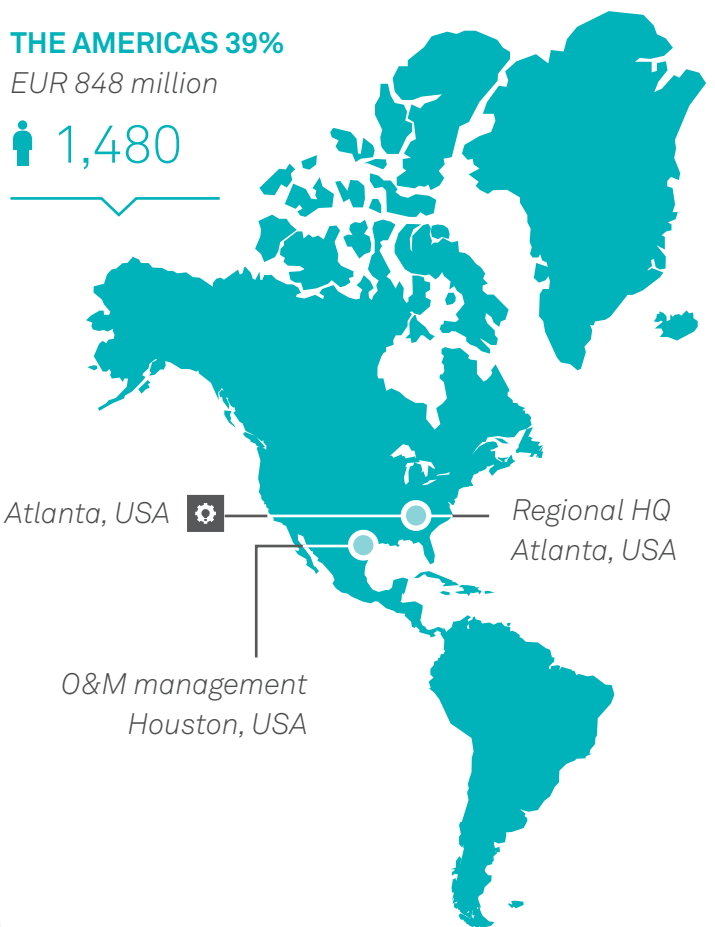 THE AMERICAS 39%
EUR 848 million
1,480
Atlanta, USA
Regional HQ
Atlanta, USA
O&M management
Houston, USA